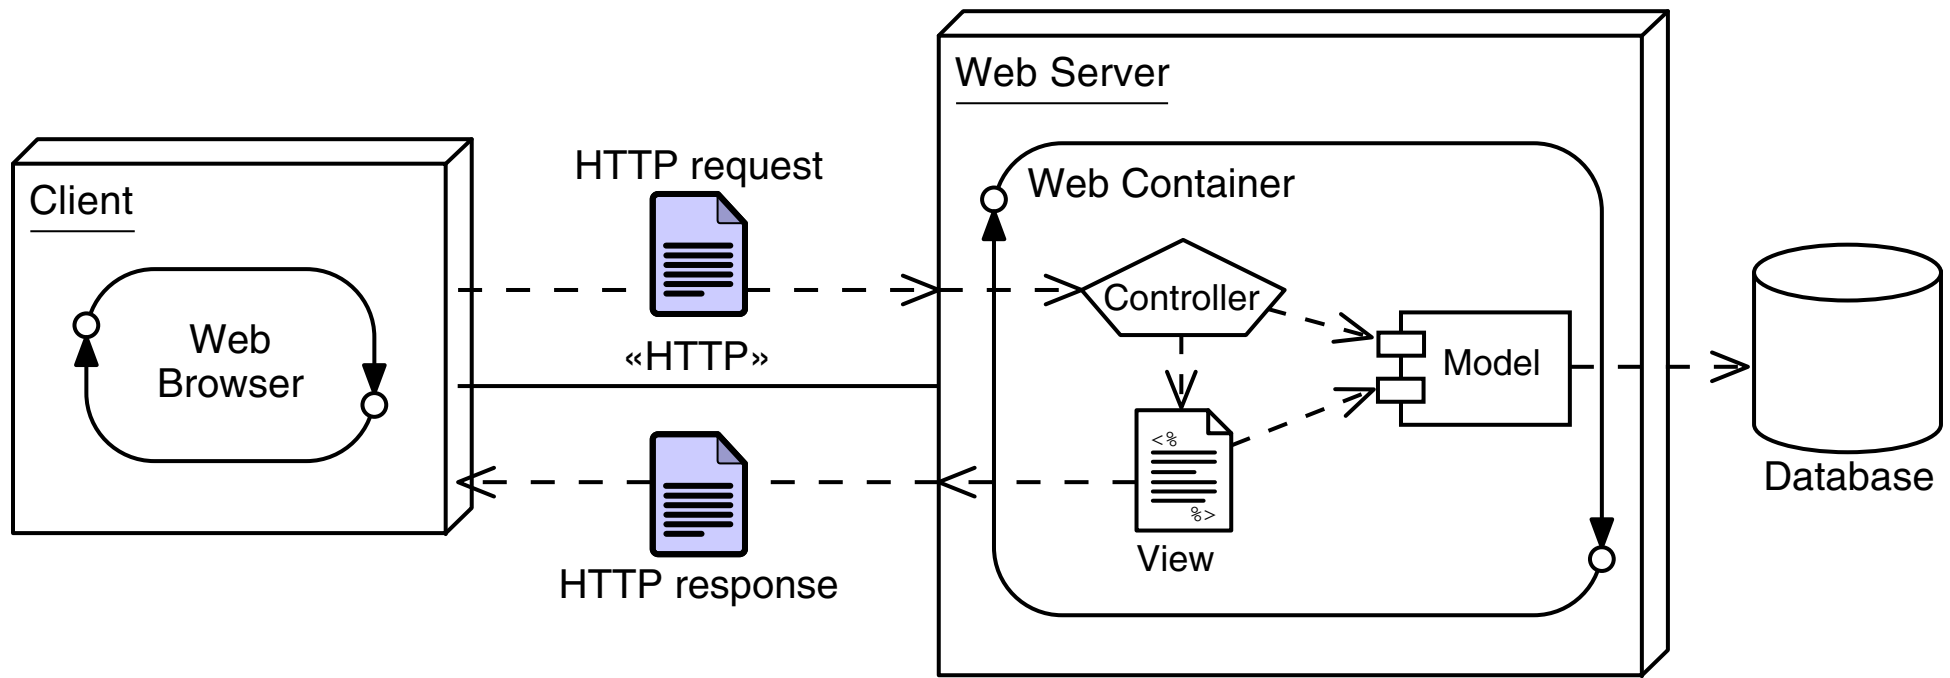 Client
Web
Browser
HTTP request
«HTTP»
HTTP response
Web Server
Web Container
Controller
Model
<%
%>
View
Database